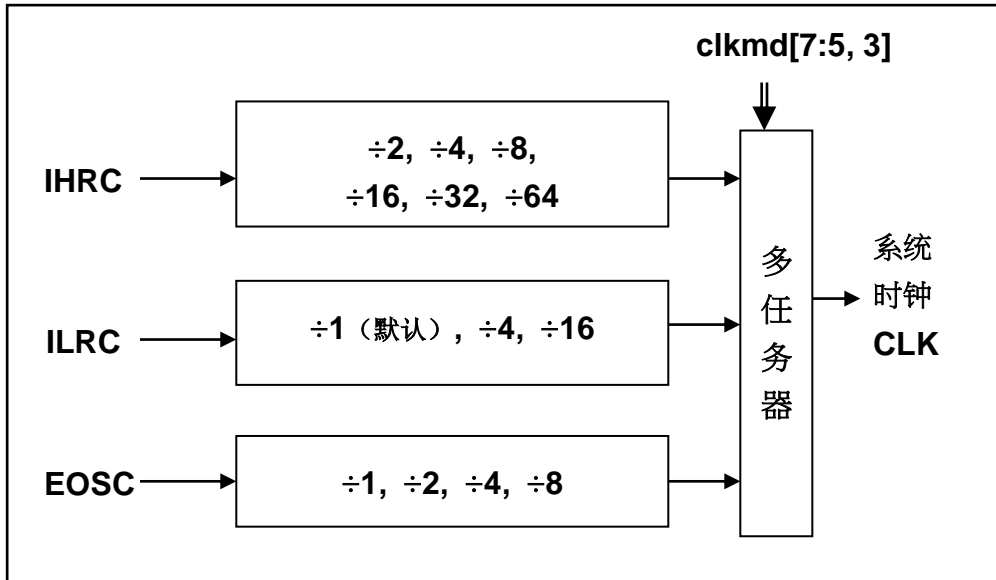 clkmd[7:5, 3]
IHRC
÷2, ÷4, ÷8,
÷16, ÷32, ÷64
ILRC
÷1（默认）, ÷4, ÷16
EOSC
÷1, ÷2, ÷4, ÷8
多
任
务
器
系统
时钟
CLK